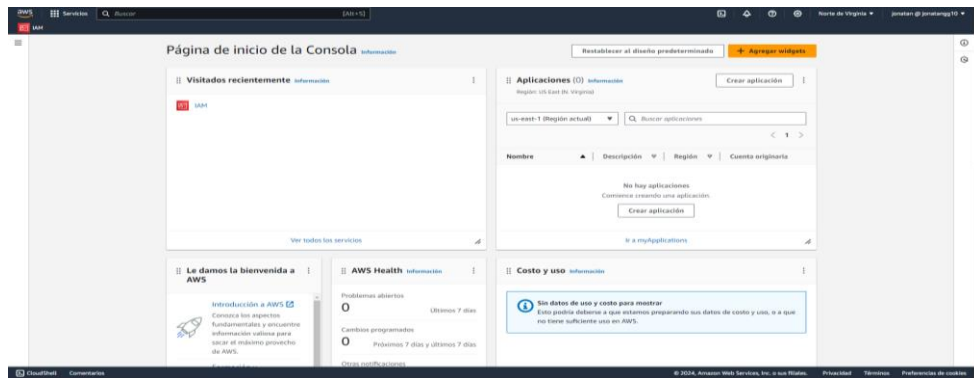 aws Servicios Buscar [Alt+S] Norte de Virginia jonatan @ jonatangg10
IAM
Página de inicio de la Consola Información
Restablecer al diseño predeterminado
+ Agregar widgets
Visitados recientemente Información
IAM
Ver todos los servicios
Aplicaciones (0) Información
Región: US East (N. Virginia)
Crear aplicación
us-east-1 (Región actual)
Buscar aplicaciones
1
Nombre Descripción Región Cuenta originaria
No hay aplicaciones
Comience creando una aplicación.
Crear aplicación
Ir a myApplications
Le damos la bienvenida a
AWS
Introducción a AWS
Conozca los aspectos
fundamentales y encuentre
información valiosa para
sacar el máximo provecho
de AWS.
AWS Health Información
Problemas abiertos
0 Últimos 7 días
Cambios programados
0 Próximos 7 días y últimos 7 días
Otras notificaciones
Costo y uso Información
Sin datos de uso y costo para mostrar
Esto podría deberse a que estamos preparando sus datos de costo y uso, o a que
no tiene suficiente uso en AWS.
CloudShell Comentarios © 2024, Amazon Web Services, Inc. o sus filiales. Privacidad Términos Preferencias de cookies